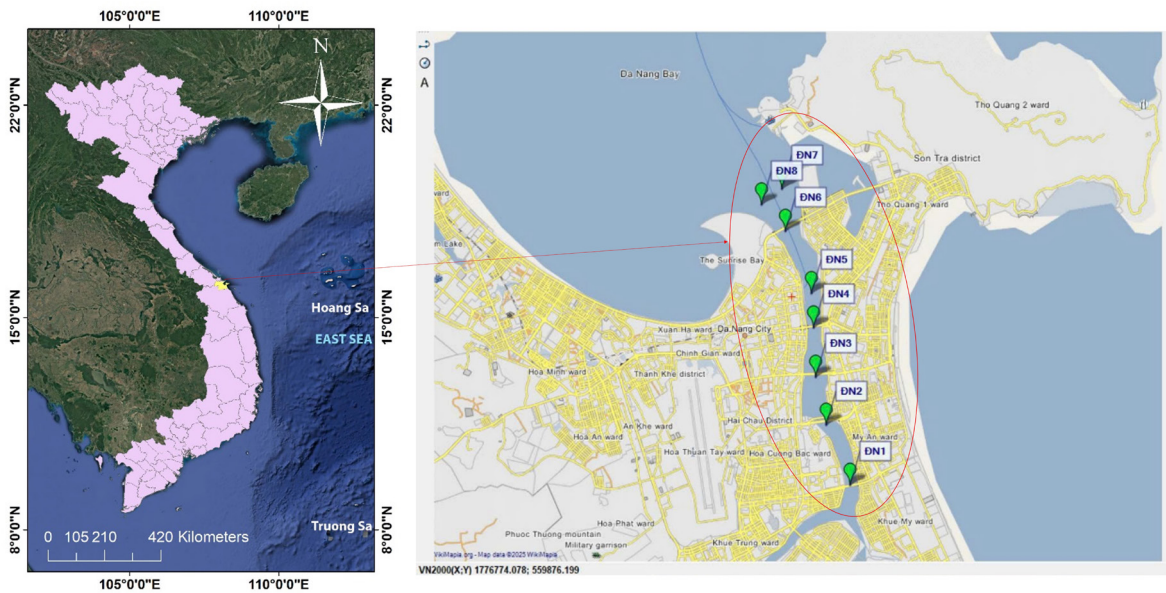 105°0'0"E
110°0'0"E
N
22°0'0"N
15°0'0"N
8°0'0"N
Hoang Sa
EAST SEA
Truong Sa
0 105 210 420 Kilometers
105°0'0"E
110°0'0"E
22°0'0"N
15°0'0"N
8°0'0"N
A
Da Nang Bay
Tho Quang 2 ward
Son Tra district
ĐN7
ĐN8
ĐN6
Tho Quang 1 ward
ward
m Lake
The Sunrise Bay
ĐN5
ĐN4
Xuan Ha ward
Da Nang City
Chinh Gian ward
ĐN3
Hoa Minh ward
Thanh Khe district
ĐN2
Hai Chau District
An Khe ward
Hoa An ward
My An ward
Hoa Thuan Tay ward
Hoa Cuong Bac ward
ĐN1
Hoa Phat ward
Khue My ward
Phuoc Thuong mountain
Military garrison
Khue Trung ward
WikiMapia.org - Map data ©2025 WikiMapia
VN2000(X;Y) 1776774.078; 559876.199